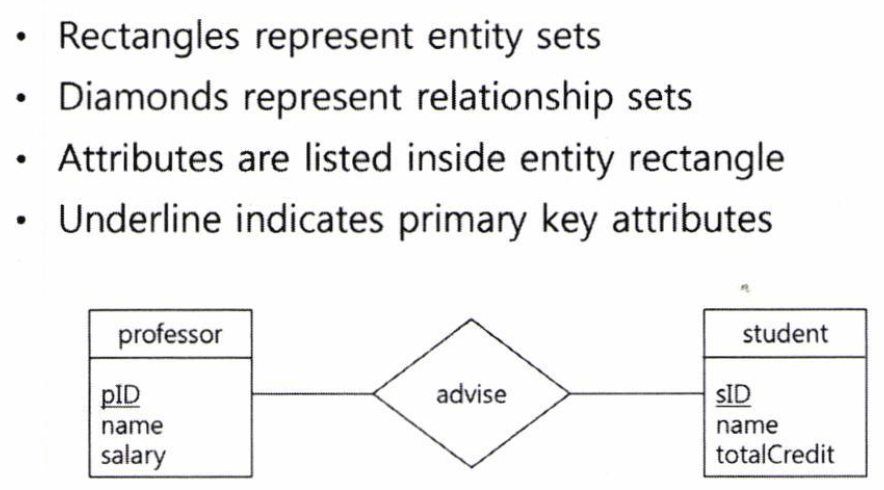 • Rectangles represent entity sets
• Diamonds represent relationship sets
• Attributes are listed inside entity rectangle
• Underline indicates primary key attributes
professor
pID
name
salary
advise
student
sID
name
totalCredit